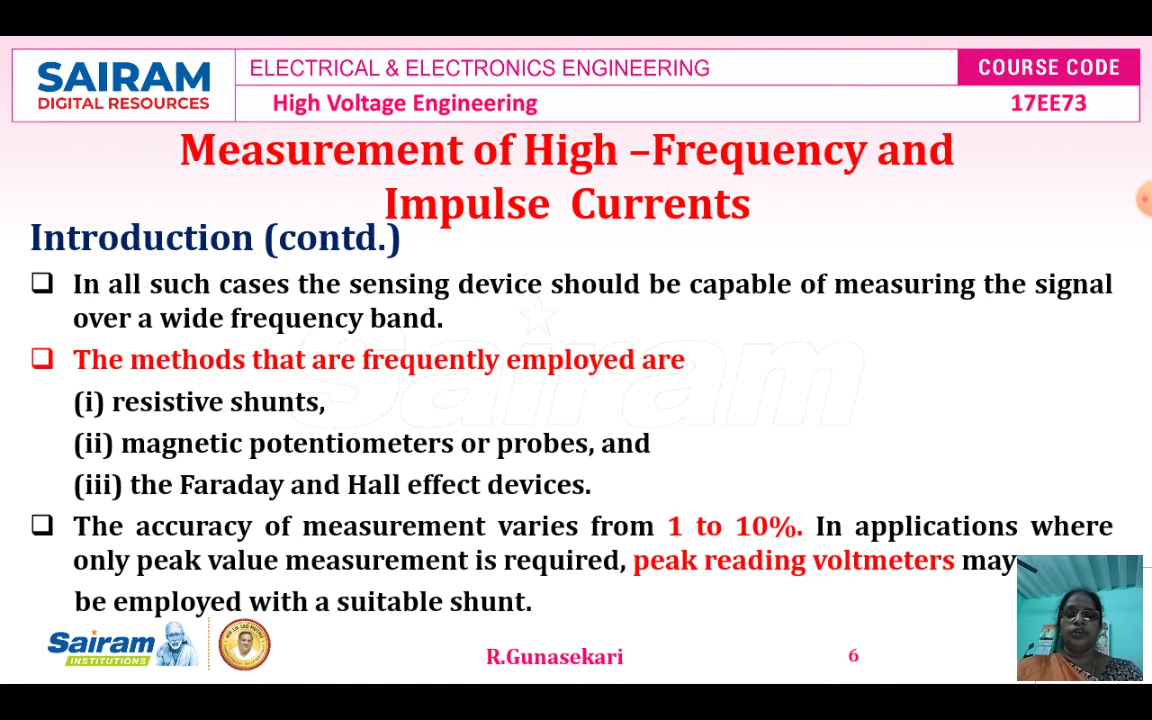 SAIRAM
DIGITAL RESOURCES
ELECTRICAL & ELECTRONICS ENGINEERING
High Voltage Engineering
COURSE CODE
17EE73
Measurement of High –Frequency and
Impulse Currents
Introduction (contd.)
❑ In all such cases the sensing device should be capable of measuring the signal
over a wide frequency band.
❑ The methods that are frequently employed are
(i) resistive shunts,
(ii) magnetic potentiometers or probes, and
(iii) the Faraday and Hall effect devices.
❑ The accuracy of measurement varies from 1 to 10%. In applications where
only peak value measurement is required, peak reading voltmeters may
be employed with a suitable shunt.
Sairam
Sairam
INSTITUTIONS
R.Gunasekari
6